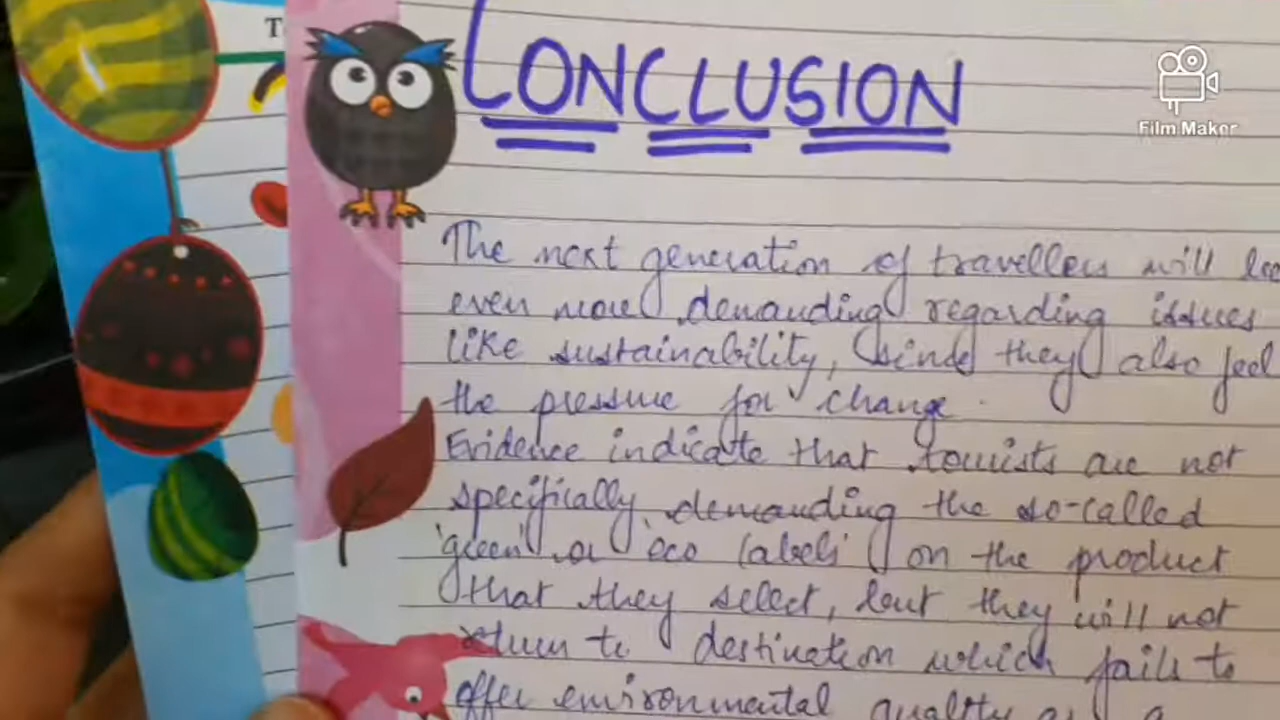 T
CONCLUSION
Film Maker
The next generation of travellers will
even more demanding regarding issues
like sustainability, since they also feel
the pressure for change.
Evidence indicate that tourists are not
specifically demanding the so-called
'green' or 'eco labels' on the product
that they select, but they will not
return to destination which fails to
offer environmental quality